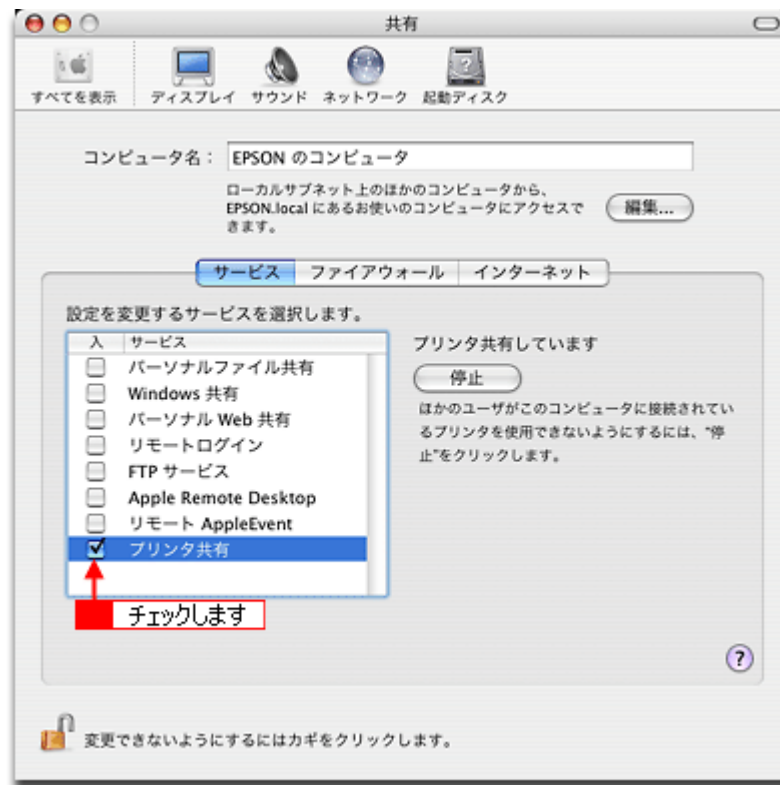 共有
すべてを表示 ディスプレイ サウンド ネットワーク 起動ディスク
コンピュータ名： EPSON のコンピュータ
ローカルサブネット上のほかのコンピュータから、
EPSON.local にあるお使いのコンピュータにアクセスで
きます。
編集...
サービス ファイアウォール インターネット
設定を変更するサービスを選択します。
入 サービス
パーソナルファイル共有
Windows 共有
パーソナル Web 共有
リモートログイン
FTP サービス
Apple Remote Desktop
リモート AppleEvent
プリンタ共有
プリンタ共有しています
停止
ほかのユーザがこのコンピュータに接続されてい
るプリンタを使用できないようにするには、“停
止”をクリックします。
チェックします
?
変更できないようにするにはカギをクリックします。